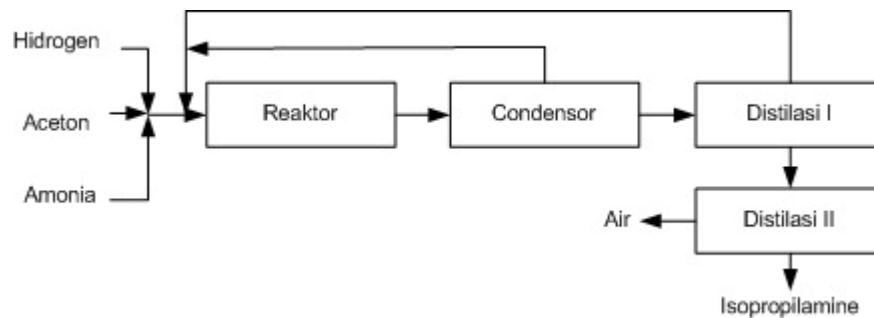 Hidrogen
Aceton
Amonia
Reaktor
Condensor
Distilasi I
Air
Distilasi II
Isopropilamine